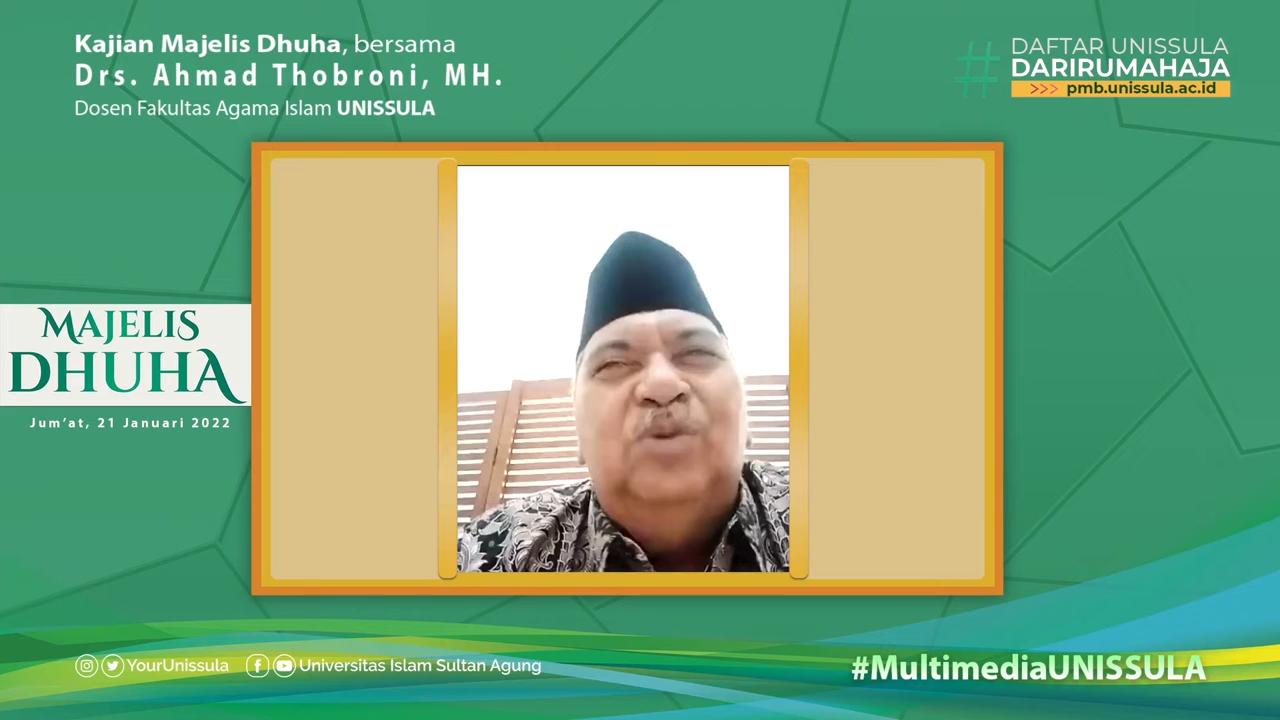 Kajian Majelis Dhuha, bersama
Drs. Ahmad Thobroni, MH.
Dosen Fakultas Agama Islam UNISSULA
# DAFTAR UNISSULA
DARIRUMAHAJA
>>> pmb.unissula.ac.id
MAJELIS
DHUHA
Jum'at, 21 Januari 2022
YourUnissula
Universitas Islam Sultan Agung
#MultimediaUNISSULA